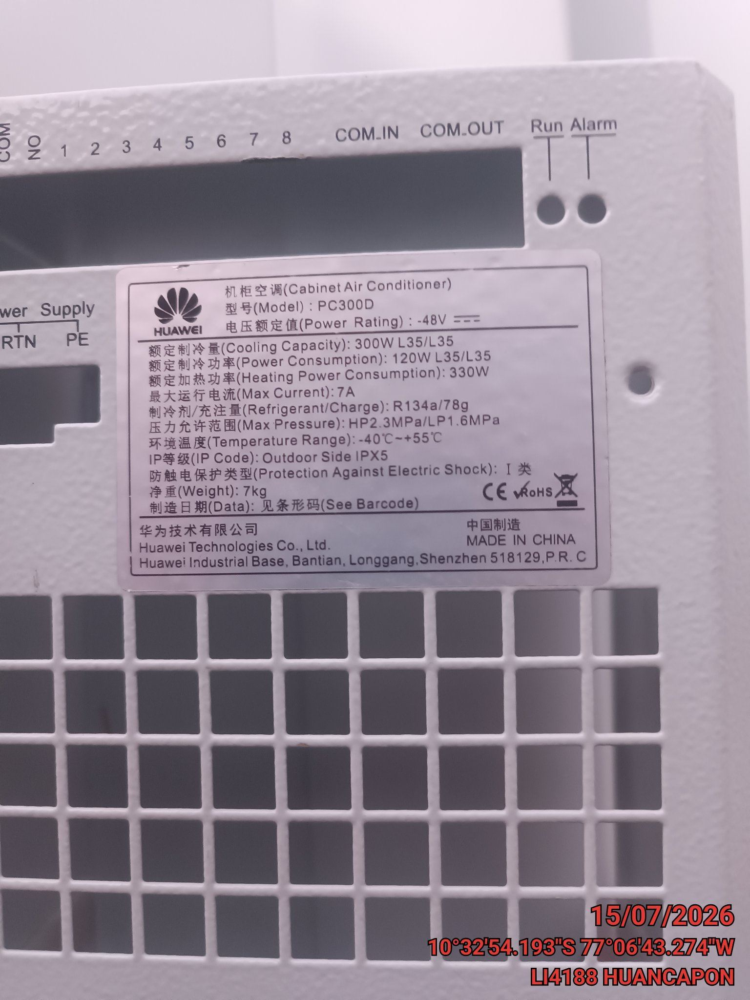 COM NO 1 2 3 4 5 6 7 8 COM_IN COM_OUT Run Alarm
Supply
RTN PE
HUAWEI
机柜空调(Cabinet Air Conditioner)
型号(Model) : PC300D
电压额定值(Power Rating) : -48V
额定制冷量(Cooling Capacity): 300W L35/L35
额定制冷功率(Power Consumption): 120W L35/L35
额定加热功率(Heating Power Consumption): 330W
最大运行电流(Max Current): 7A
制冷剂/充注量(Refrigerant/Charge): R134a/78g
压力允许范围(Max Pressure): HP2.3MPa/LP1.6MPa
环境温度(Temperature Range): -40℃~+55℃
IP等级(IP Code): Outdoor Side IPX5
防触电保护类型(Protection Against Electric Shock): I 类
净重(Weight): 7kg
制造日期(Data): 见条形码(See Barcode)
CE RoHS
华为技术有限公司
Huawei Technologies Co., Ltd.
中国制造
MADE IN CHINA
Huawei Industrial Base, Bantian, Longgang,Shenzhen 518129,P.R. C
15/07/2026
10°32'54.193"S 77°06'43.274"W
LI4188 HUANCAPON